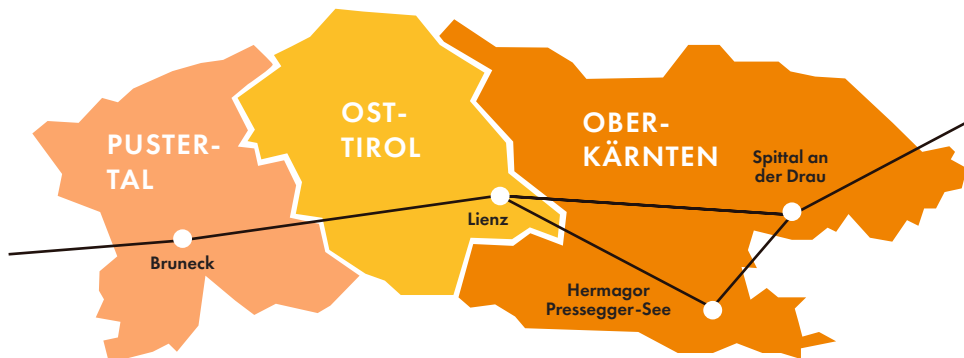 PUSTER-
TAL
OST-
TIROL
OBER-
KÄRNTEN
Spittal an
der Drau
Lienz
Bruneck
Hermagor
Pressegger-See